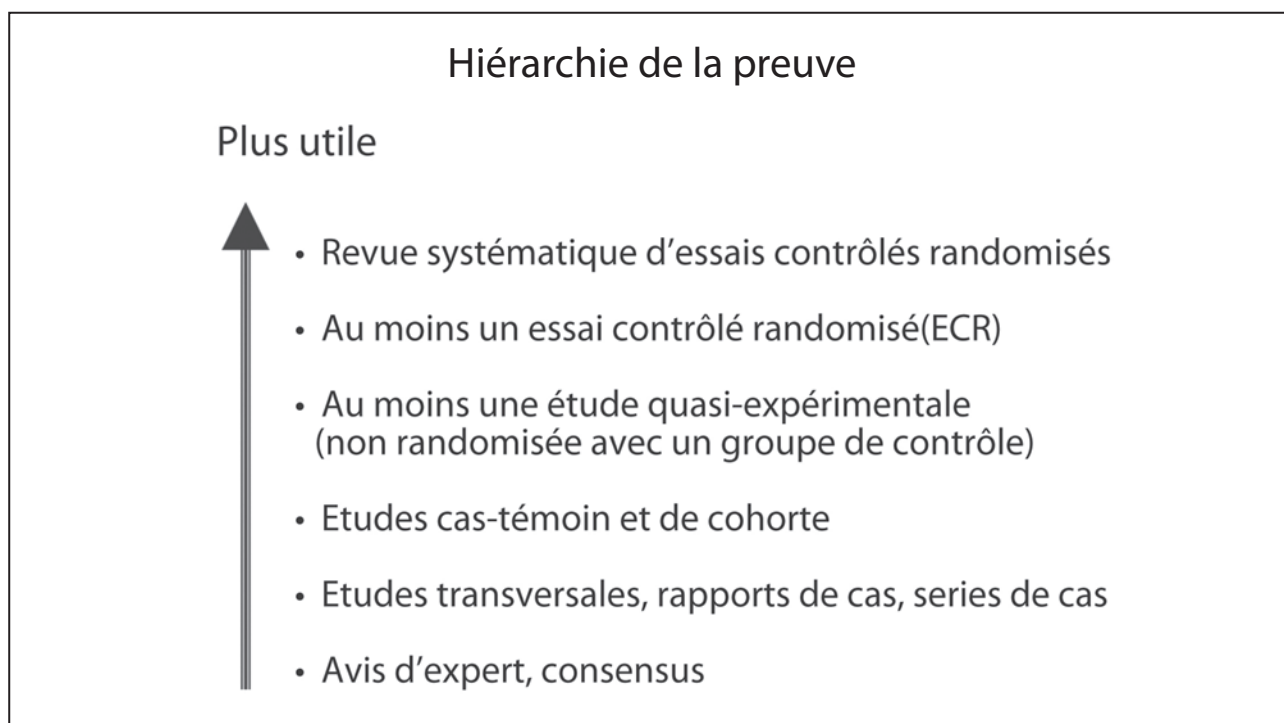 Hiérarchie de la preuve
Plus utile
• Revue systématique d'essais contrôlés randomisés
• Au moins un essai contrôlé randomisé(ECR)
• Au moins une étude quasi-expérimentale
(non randomisée avec un groupe de contrôle)
• Etudes cas-témoin et de cohorte
• Etudes transversales, rapports de cas, series de cas
• Avis d'expert, consensus